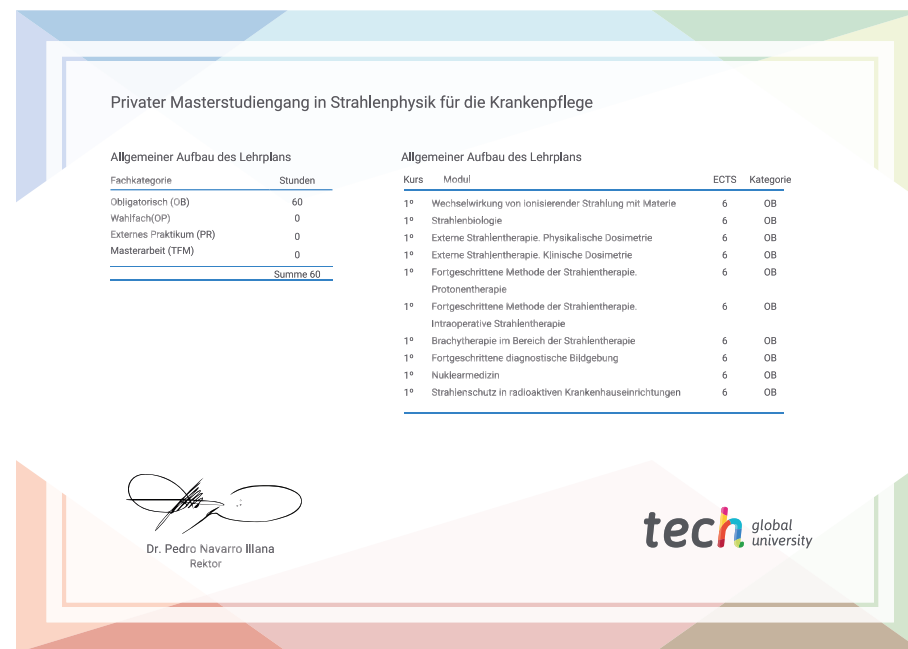 Privater Masterstudiengang in Strahlenphysik für die Krankenpflege
Allgemeiner Aufbau des Lehrplans
Fachkategorie Stunden
Obligatorisch (OB) 60
Wahlfach(OP) 0
Externes Praktikum (PR) 0
Masterarbeit (TFM) 0
Summe 60
Allgemeiner Aufbau des Lehrplans
Kurs Modul ECTS Kategorie
1º Wechselwirkung von ionisierender Strahlung mit Materie 6 OB
1º Strahlenbiologie 6 OB
1º Externe Strahlentherapie. Physikalische Dosimetrie 6 OB
1º Externe Strahlentherapie. Klinische Dosimetrie 6 OB
1º Fortgeschrittene Methode der Strahlentherapie. 6 OB
Protonentherapie
1º Fortgeschrittene Methode der Strahlentherapie. 6 OB
Intraoperative Strahlentherapie
1º Brachytherapie im Bereich der Strahlentherapie 6 OB
1º Fortgeschrittene diagnostische Bildgebung 6 OB
1º Nuklearmedizin 6 OB
1º Strahlenschutz in radioaktiven Krankenhauseinrichtungen 6 OB
Dr. Pedro Navarro Illana
Rektor
tech global
university